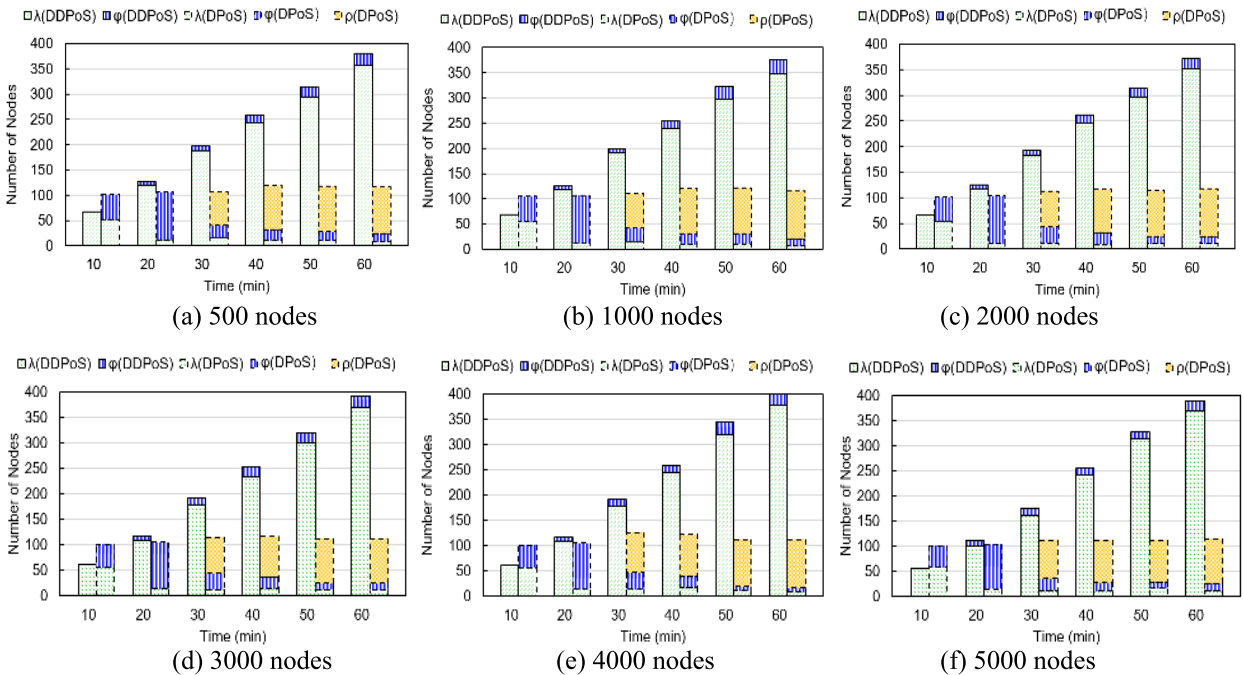 λ(DDPoS) φ(DDPoS) λ(DPoS) φ(DPoS) ρ(DPoS)
400
350
300
250
200
150
100
50
0
Number of Nodes
10 20 30 40 50 60
Time (min)
(a) 500 nodes
λ(DDPoS) φ(DDPoS) λ(DPoS) φ(DPoS) ρ(DPoS)
400
350
300
250
200
150
100
50
0
Number of Nodes
10 20 30 40 50 60
Time (min)
(b) 1000 nodes
λ(DDPoS) φ(DDPoS) λ(DPoS) φ(DPoS) ρ(DPoS)
400
350
300
250
200
150
100
50
0
Number of Nodes
10 20 30 40 50 60
Time (min)
(c) 2000 nodes
λ(DDPoS) φ(DDPoS) λ(DPoS) φ(DPoS) ρ(DPoS)
400
350
300
250
200
150
100
50
0
Number of Nodes
10 20 30 40 50 60
Time (min)
(d) 3000 nodes
λ(DDPoS) φ(DDPoS) λ(DPoS) φ(DPoS) ρ(DPoS)
400
350
300
250
200
150
100
50
0
Number of Nodes
10 20 30 40 50 60
Time (min)
(e) 4000 nodes
λ(DDPoS) φ(DDPoS) λ(DPoS) φ(DPoS) ρ(DPoS)
400
350
300
250
200
150
100
50
0
Number of Nodes
10 20 30 40 50 60
Time (min)
(f) 5000 nodes